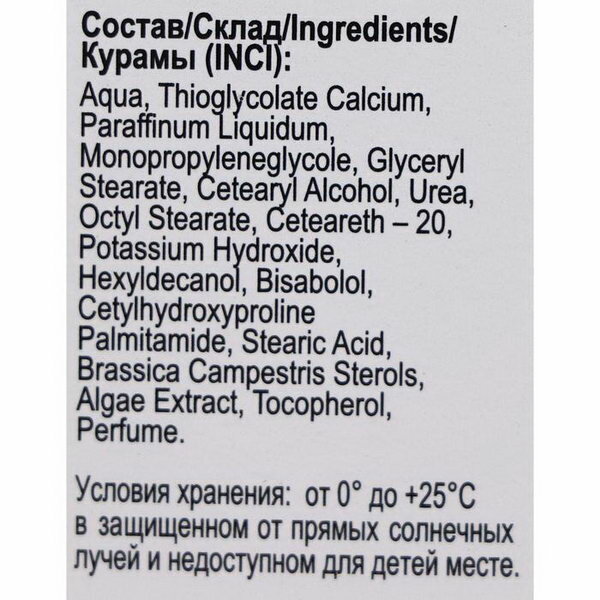 Состав/Склад/Ingredients/
Курамы (INCI):
Aqua, Thioglycolate Calcium,
Paraffinum Liquidum,
Monopropyleneglycole, Glyceryl
Stearate, Cetearyl Alcohol, Urea,
Octyl Stearate, Ceteareth – 20,
Potassium Hydroxide,
Hexyldecanol, Bisabolol,
Cetylhydroxyproline
Palmitamide, Stearic Acid,
Brassica Campestris Sterols,
Algae Extract, Tocopherol,
Perfume.
Условия хранения: от 0° до +25°С
в защищенном от прямых солнечных
лучей и недоступном для детей месте.